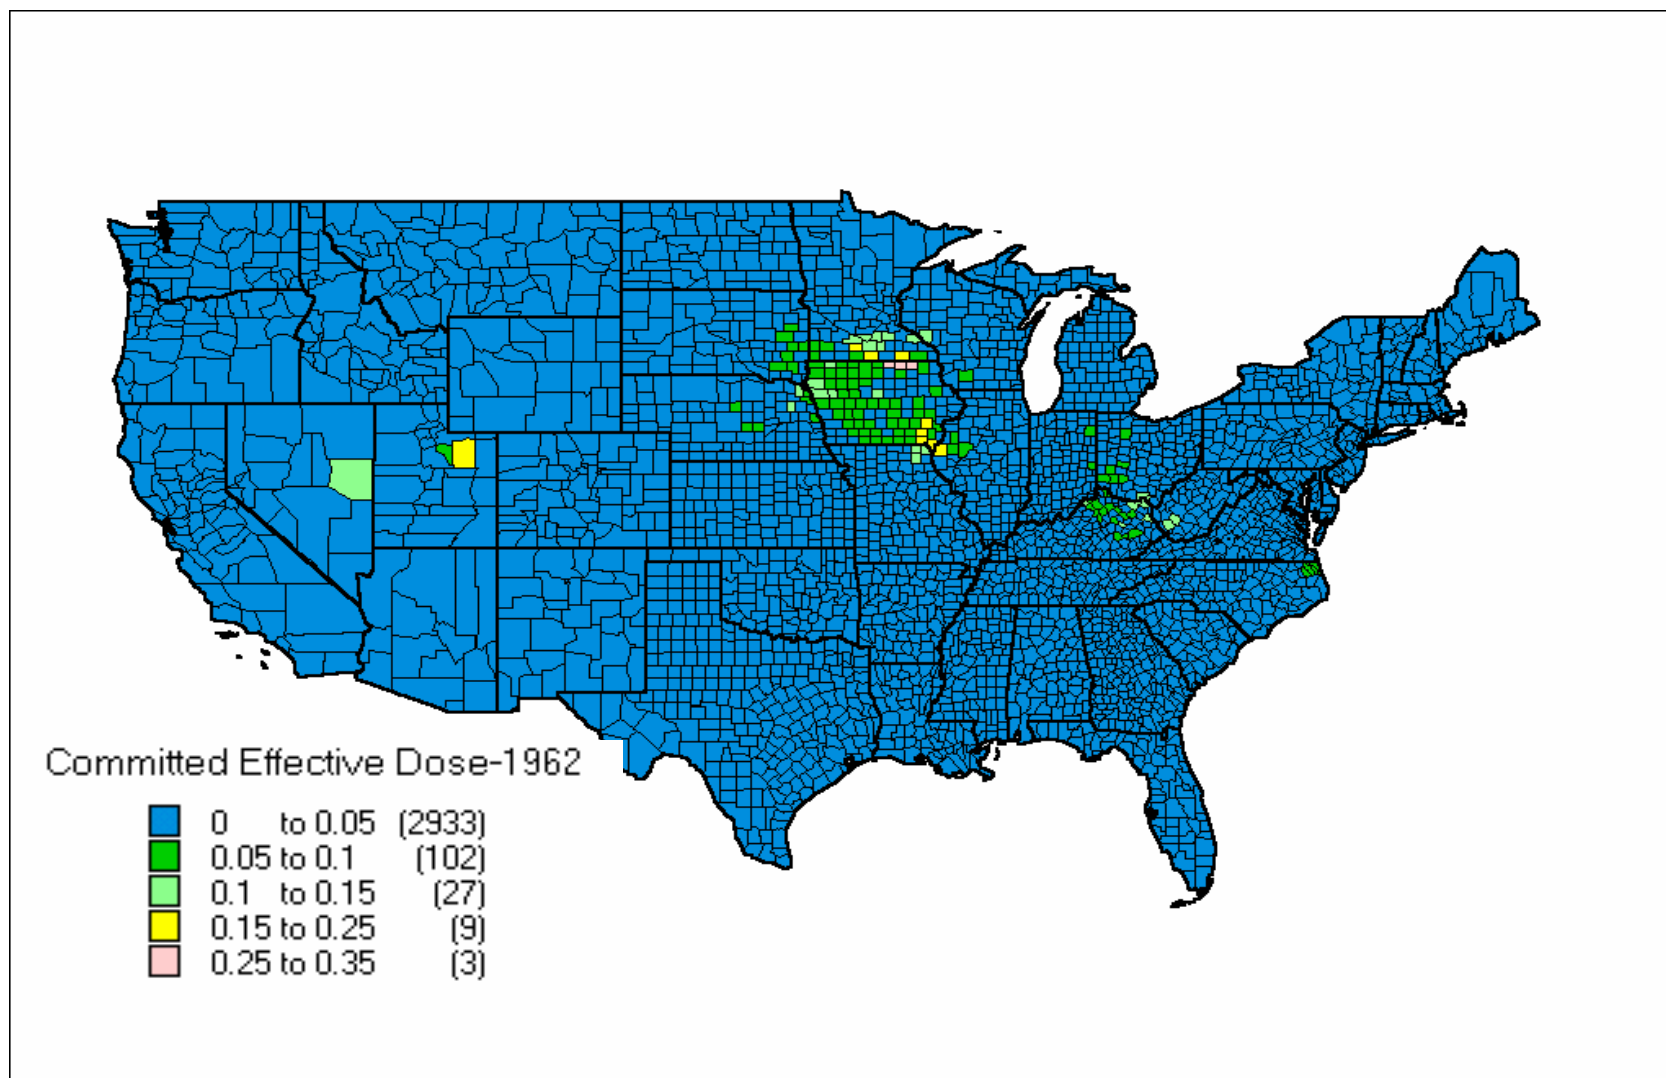 Committed Effective Dose-1962
0 to 0.05 (2933)
0.05 to 0.1 (102)
0.1 to 0.15 (27)
0.15 to 0.25 (9)
0.25 to 0.35 (3)